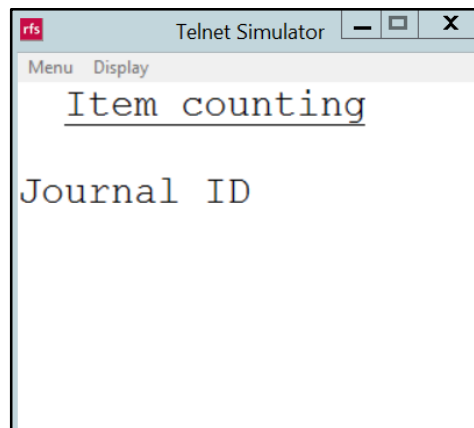 rfs Telnet Simulator
Menu Display
Item counting
Journal ID